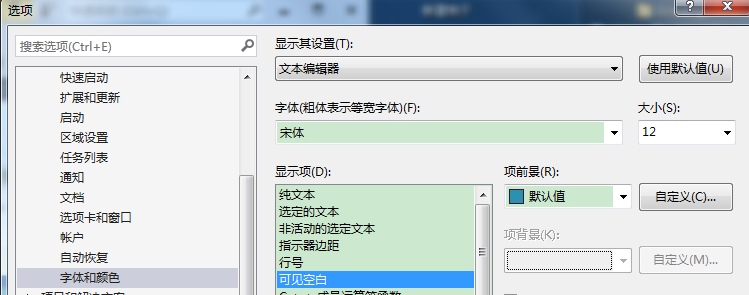 选项
搜索选项(Ctrl+E)
快速启动
扩展和更新
启动
区域设置
任务列表
通知
文档
选项卡和窗口
帐户
自动恢复
字体和颜色
显示其设置(T):
文本编辑器
使用默认值(U)
字体(粗体表示等宽字体)(F):
大小(S):
宋体
12
显示项(D):
纯文本
选定的文本
非活动的选定文本
指示器边距
行号
可见空白
项前景(R):
默认值
自定义(C)...
项背景(K):
自定义(M)...